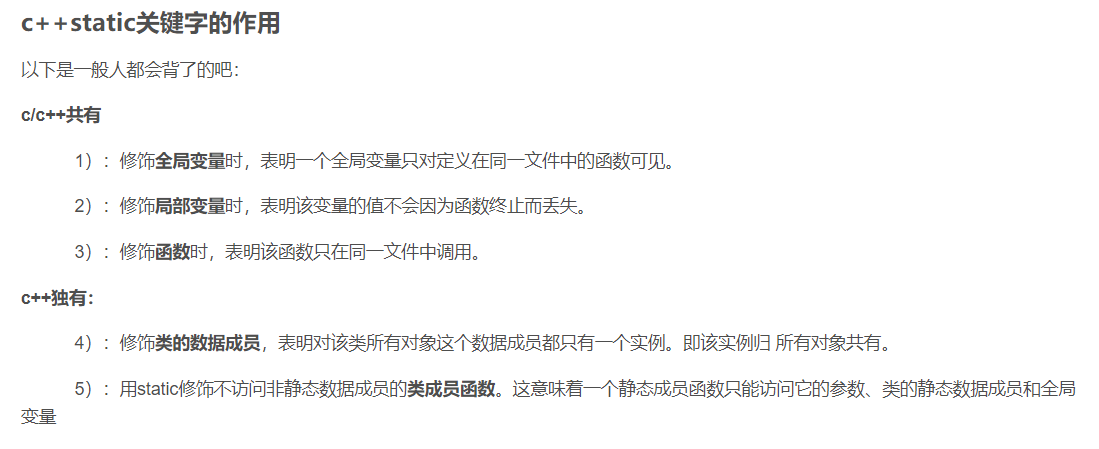 c++static关键字的作用
以下是一般人都会背了的吧：
c/c++共有
1）：修饰全局变量时，表明一个全局变量只对定义在同一文件中的函数可见。
2）：修饰局部变量时，表明该变量的值不会因为函数终止而丢失。
3）：修饰函数时，表明该函数只在同一文件中调用。
c++独有：
4）：修饰类的数据成员，表明对该类所有对象这个数据成员都只有一个实例。即该实例归 所有对象共有。
5）：用static修饰不访问非静态数据成员的类成员函数。这意味着一个静态成员函数只能访问它的参数、类的静态数据成员和全局
变量